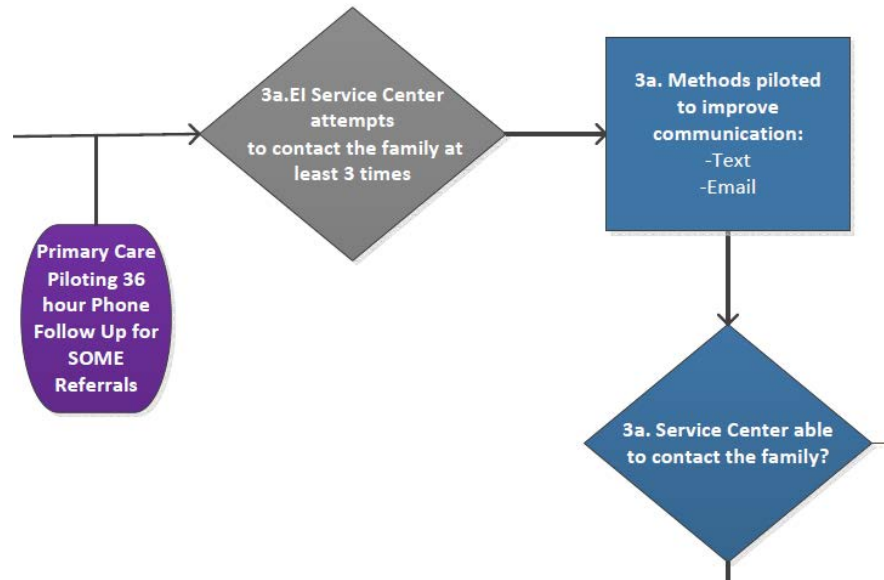 3a.EI Service Center
attempts
to contact the family at
least 3 times
3a. Methods piloted
to improve
communication:
-Text
-Email
Primary Care
Piloting 36
hour Phone
Follow Up for
SOME
Referrals
3a. Service Center able
to contact the family?